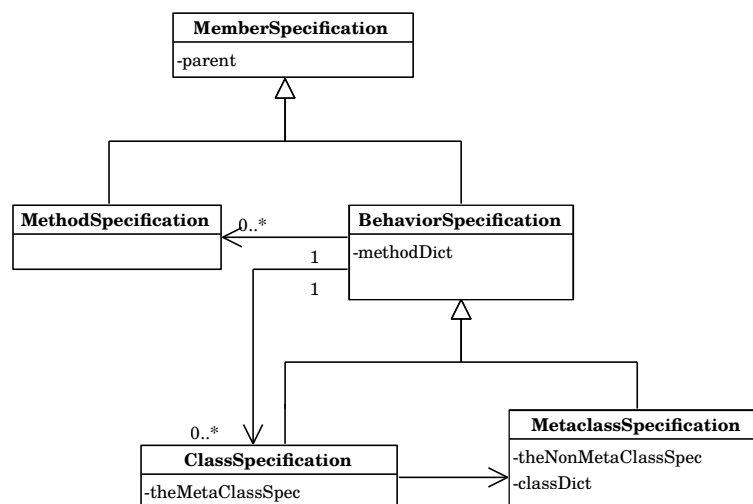 MemberSpecification
-parent
MethodSpecification
BehaviorSpecification
-methodDict
0..*
1
1
0..*
ClassSpecification
-theMetaClassSpec
MetaclassSpecification
-theNonMetaClassSpec
-classDict